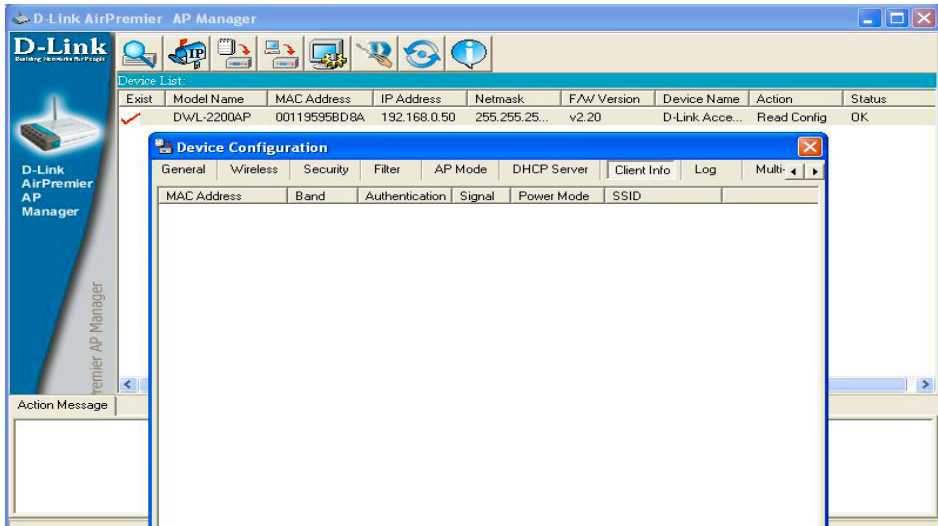 D-Link AirPremier AP Manager
D-Link
Building Networks for People
IP
Device List:
Exist Model Name MAC Address IP Address Netmask F/W Version Device Name Action Status
DWL-2200AP 00119595BD8A 192.168.0.50 255.255.25... v2.20 D-Link Acce... Read Config OK
D-Link
AirPremier
AP
Manager
remier AP Manager
Device Configuration
General Wireless Security Filter AP Mode DHCP Server Client Info Log Multi-
MAC Address Band Authentication Signal Power Mode SSID
Action Message